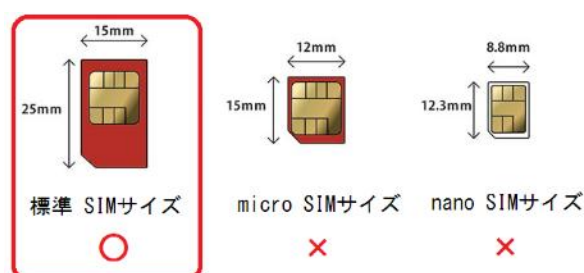 15mm
25mm
標準 SIMサイズ
○
12mm
15mm
micro SIMサイズ
×
8.8mm
12.3mm
nano SIMサイズ
×